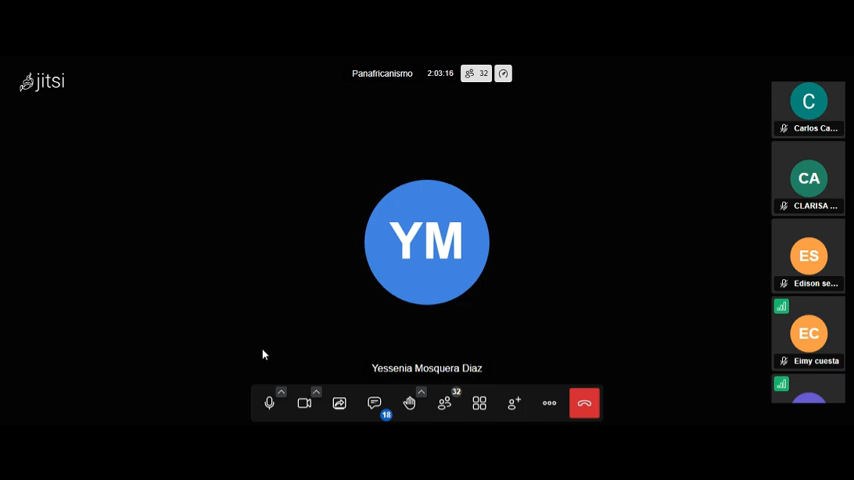 jitsi
Panafricanismo 2:03:16 32
C
Carlos Ca...
CA
CLARISA ...
ES
Edison se...
EC
Eimy cuesta
YM
Yessenia Mosquera Diaz
32
18